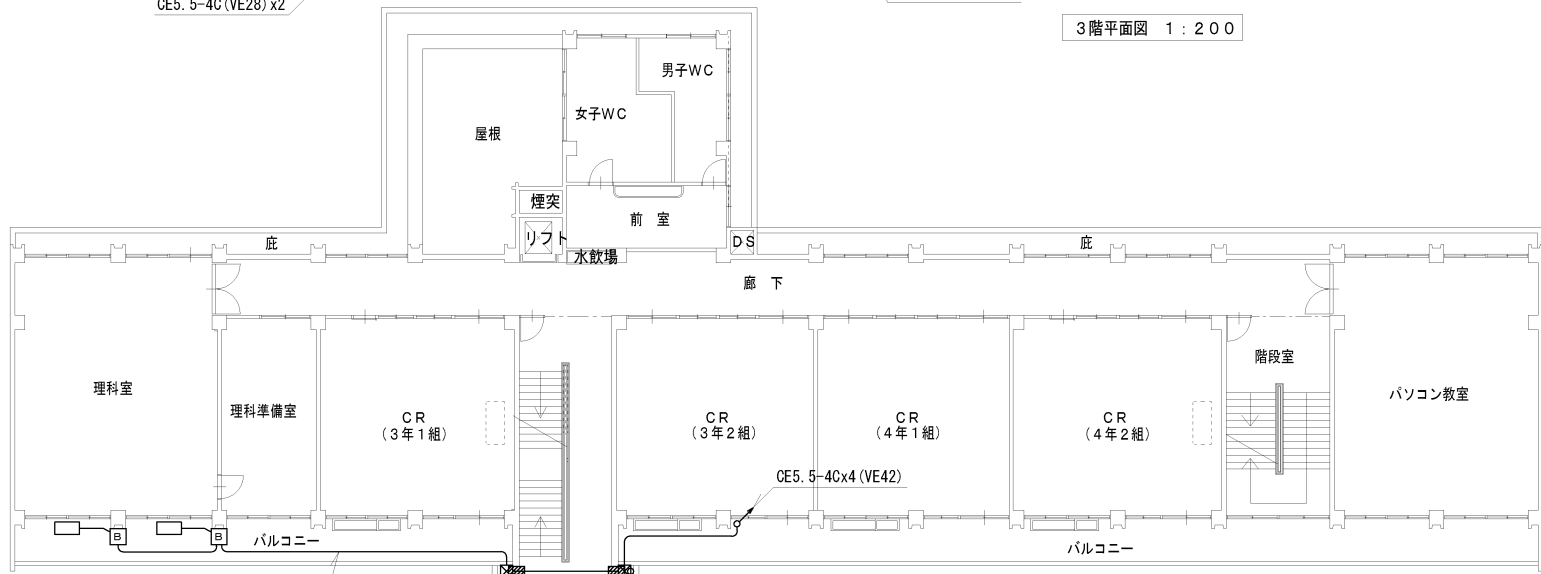 CE5.5-4C(VE28)x2
3階平面図 1:200
男子WC
女子WC
屋根
煙突
前 室
リフト
DS
水飲場
庇
庇
廊 下
階段室
理科室
理科準備室
CR
(3年1組)
CR
(3年2組)
CR
(4年1組)
CR
(4年2組)
パソコン教室
CE5.5-4Cx4(VE42)
B
B
バルコニー
バルコニー